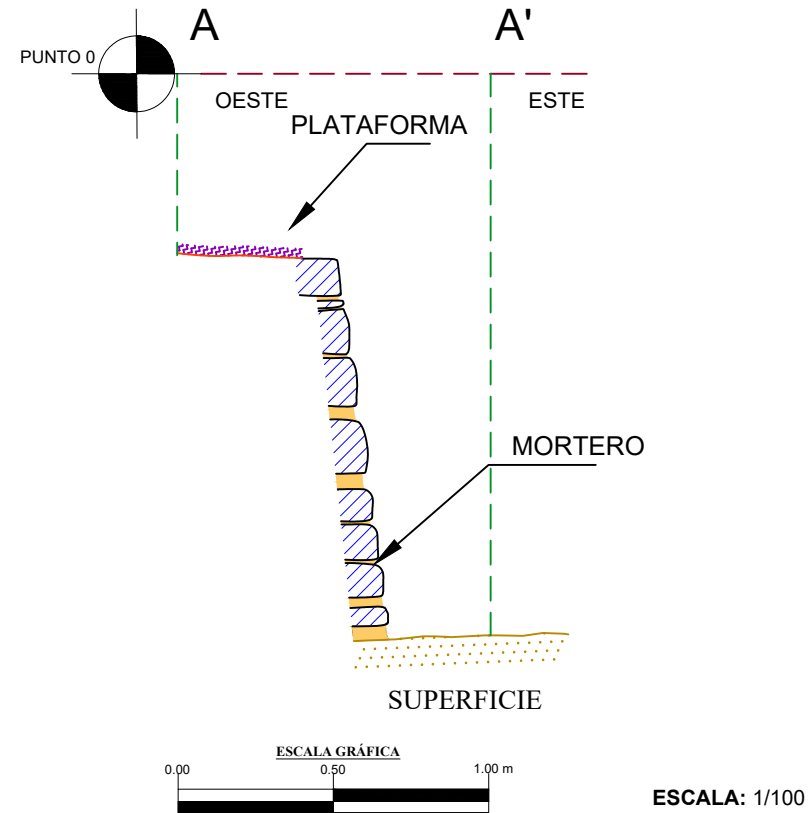 A A'
PUNTO 0
OESTE ESTE
PLATAFORMA
MORTERO
SUPERFICIE
ESCALA GRÁFICA
0.00 0.50 1.00 m
ESCALA: 1/100